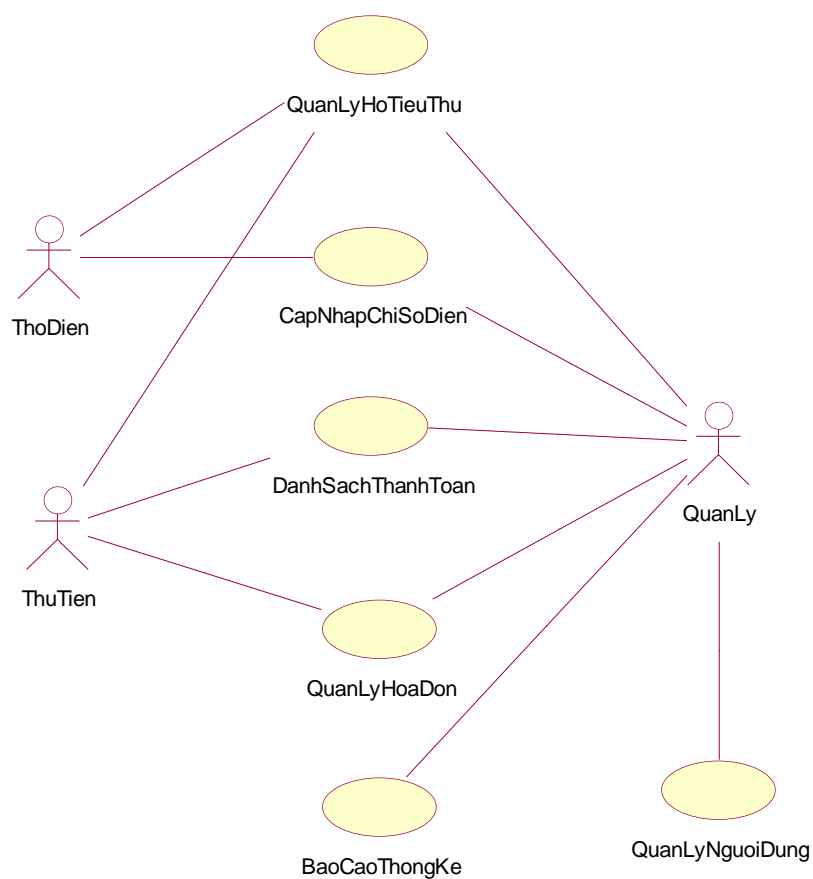 QuanLyHoTieuThu
ThoDien
CapNhapChiSoDien
DanhSachThanhToan
QuanLy
ThuTien
QuanLyHoaDon
QuanLyNguoiDung
BaoCaoThongKe